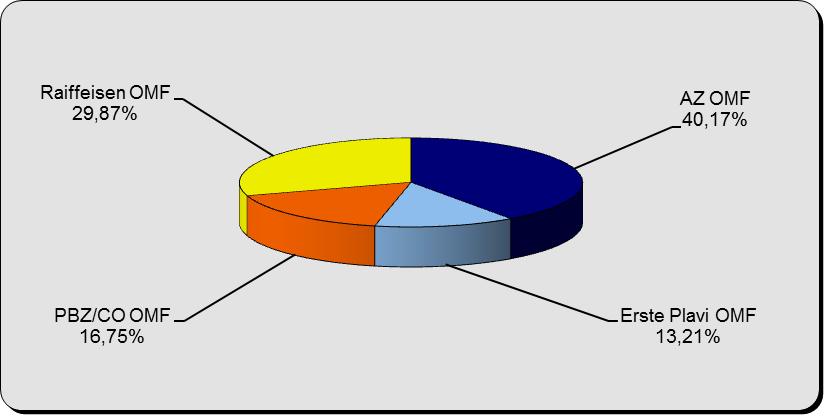 Raiffeisen OMF
29,87%
AZ OMF
40,17%
PBZ/CO OMF
16,75%
Erste Plavi OMF
13,21%